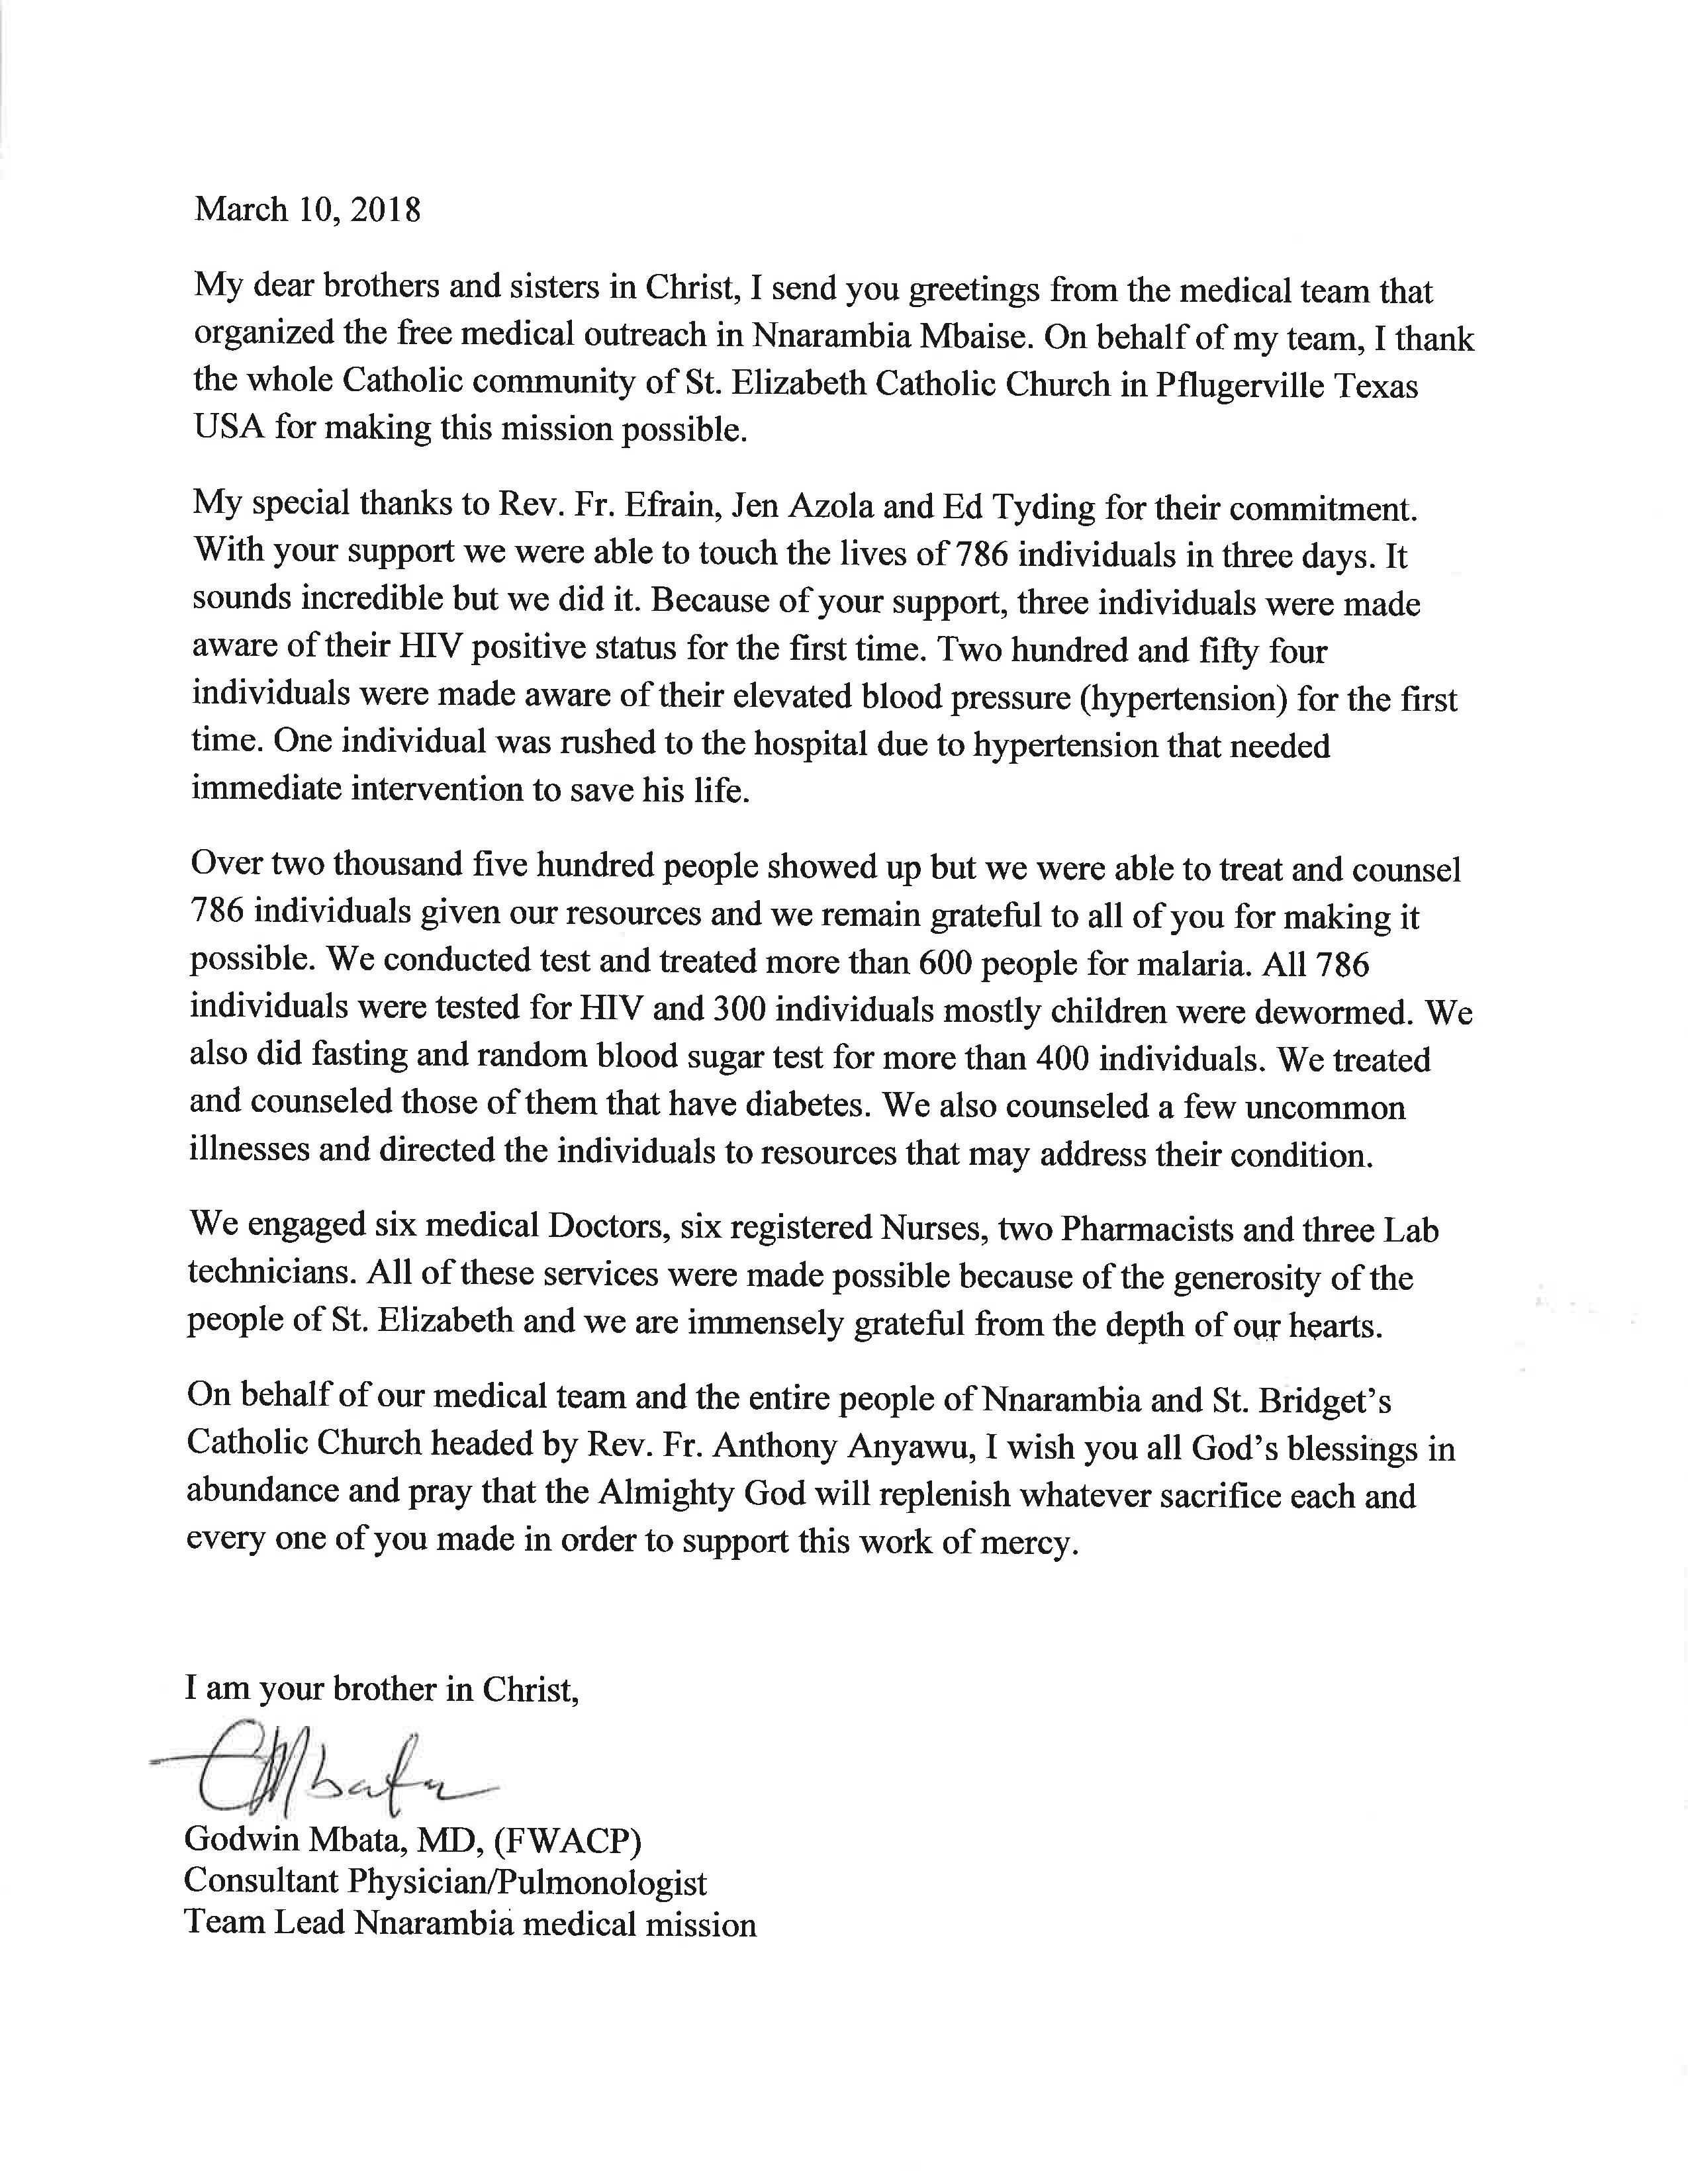 March 10, 2018
My dear brothers and sisters in Christ, I send you greetings from the medical team that
organized the free medical outreach in Nnarambia Mbaise. On behalf of my team, I thank
the whole Catholic community of St. Elizabeth Catholic Church in Pflugerville Texas
USA for making this mission possible.
My special thanks to Rev. Fr. Efrain, Jen Azola and Ed Tyding for their commitment.
With your support we were able to touch the lives of 786 individuals in three days. It
sounds incredible but we did it. Because of your support, three individuals were made
aware of their HIV positive status for the first time. Two hundred and fifty four
individuals were made aware of their elevated blood pressure (hypertension) for the first
time. One individual was rushed to the hospital due to hypertension that needed
immediate intervention to save his life.
Over two thousand five hundred people showed up but we were able to treat and counsel
786 individuals given our resources and we remain grateful to all of you for making it
possible. We conducted test and treated more than 600 people for malaria. All 786
individuals were tested for HIV and 300 individuals mostly children were dewormed. We
also did fasting and random blood sugar test for more than 400 individuals. We treated
and counseled those of them that have diabetes. We also counseled a few uncommon
illnesses and directed the individuals to resources that may address their condition.
We engaged six medical Doctors, six registered Nurses, two Pharmacists and three Lab
technicians. All of these services were made possible because of the generosity of the
people of St. Elizabeth and we are immensely grateful from the depth of our hearts.
On behalf of our medical team and the entire people of Nnarambia and St. Bridget's
Catholic Church headed by Rev. Fr. Anthony Anyawu, I wish you all God's blessings in
abundance and pray that the Almighty God will replenish whatever sacrifice each and
every one of you made in order to support this work of mercy.
I am your brother in Christ,
GMbata
Godwin Mbata, MD, (FWACP)
Consultant Physician/Pulmonologist
Team Lead Nnarambia medical mission